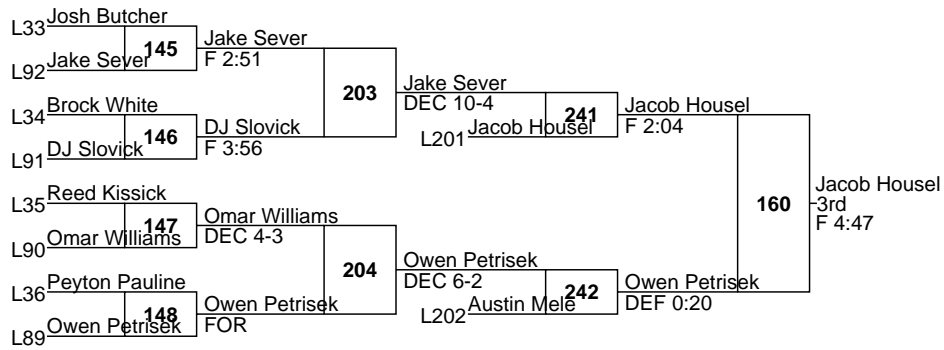 L33 Josh Butcher
145
Jake Sever
F 2:51
L92 Jake Sever
203
Jake Sever
DEC 10-4
L34 Brock White
146
DJ Slovick
F 3:56
L91 DJ Slovick
L201 Jacob Housel
241
Jacob Housel
F 2:04
L35 Reed Kissick
147
Omar Williams
DEC 4-3
L90 Omar Williams
204
Owen Petrisek
DEC 6-2
L36 Peyton Pauline
148
Owen Petrisek
FOR
L89 Owen Petrisek
L202 Austin Mele
242
Owen Petrisek
DEF 0:20
160
Jacob Housel
3rd
F 4:47